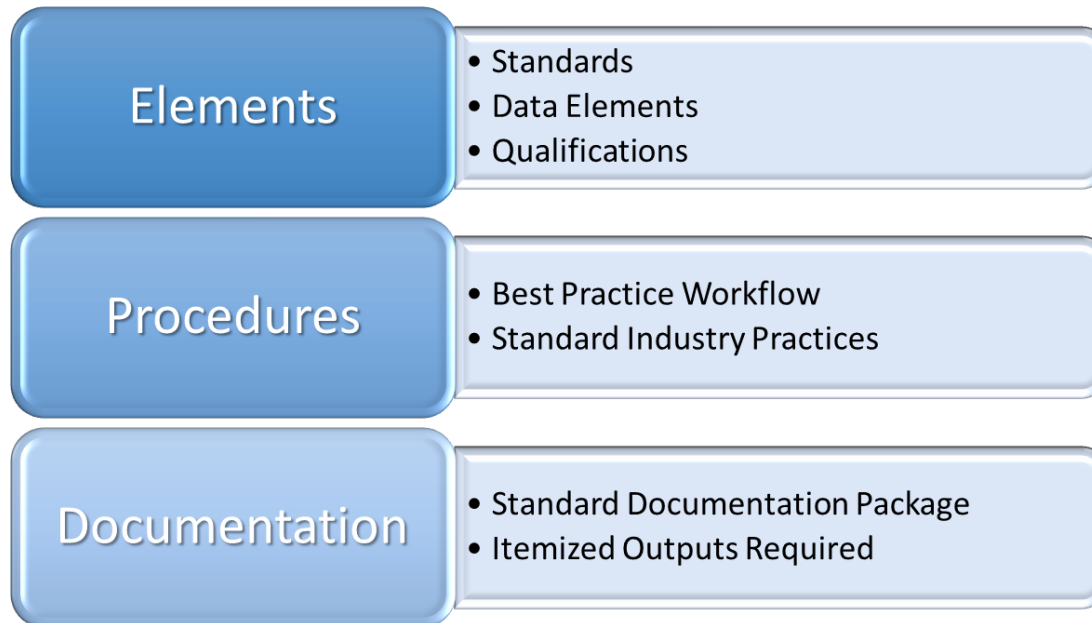 Elements
• Standards
• Data Elements
• Qualifications
Procedures
• Best Practice Workflow
• Standard Industry Practices
Documentation
• Standard Documentation Package
• Itemized Outputs Required